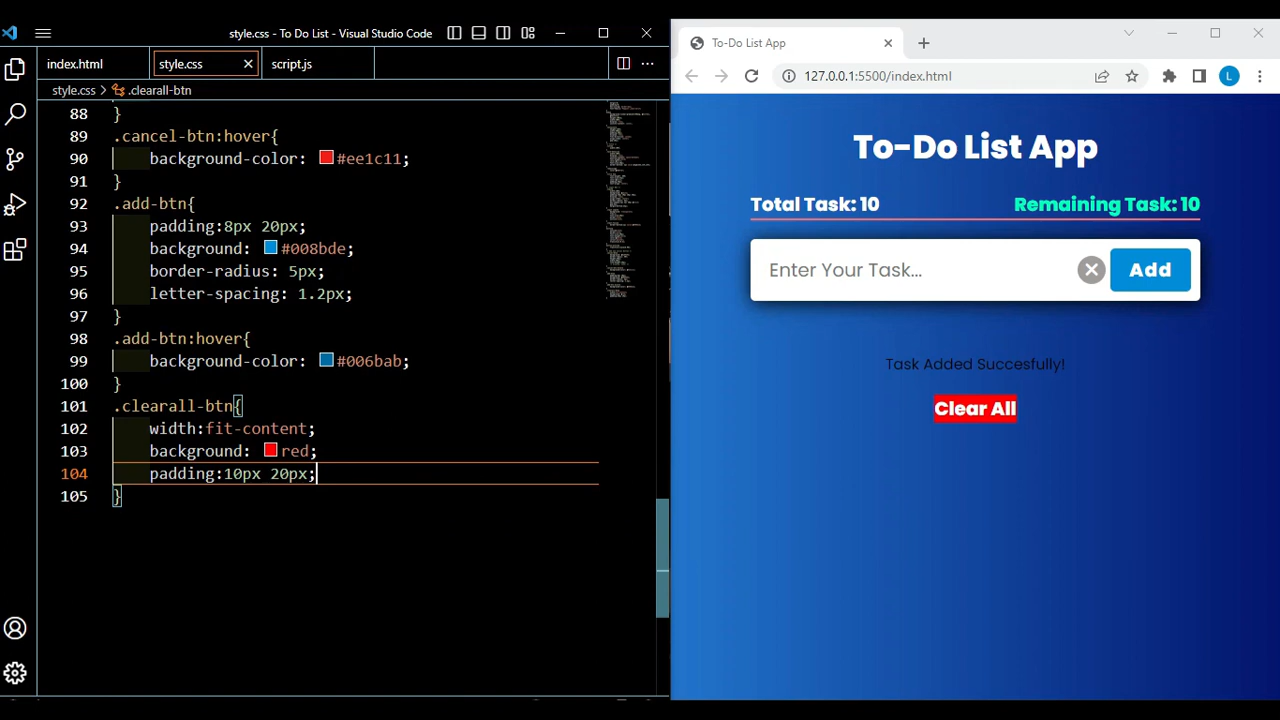 style.css - To Do List - Visual Studio Code
index.html
style.css
script.js
style.css > .clearall-btn
88 }
89 .cancel-btn:hover{
90 background-color: #ee1c11;
91 }
92 .add-btn{
93 padding:8px 20px;
94 background: #008bde;
95 border-radius: 5px;
96 letter-spacing: 1.2px;
97 }
98 .add-btn:hover{
99 background-color: #006bab;
100 }
101 .clearall-btn{
102 width:fit-content;
103 background: red;
104 padding:10px 20px;
105 }
To-Do List App
127.0.0.1:5500/index.html
L
To-Do List App
Total Task: 10 Remaining Task: 10
Enter Your Task... Add
Task Added Succesfully!
Clear All